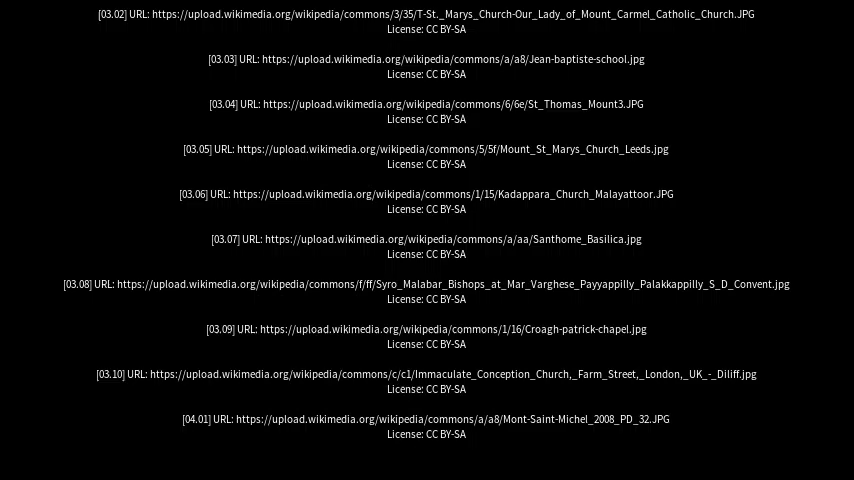 [03.02] URL: https://upload.wikimedia.org/wikipedia/commons/3/35/T-St._Marys_Church-Our_Lady_of_Mount_Carmel_Catholic_Church.JPG
License: CC BY-SA
[03.03] URL: https://upload.wikimedia.org/wikipedia/commons/a/a8/Jean-baptiste-school.jpg
License: CC BY-SA
[03.04] URL: https://upload.wikimedia.org/wikipedia/commons/6/6e/St_Thomas_Mount3.JPG
License: CC BY-SA
[03.05] URL: https://upload.wikimedia.org/wikipedia/commons/5/5f/Mount_St_Marys_Church_Leeds.jpg
License: CC BY-SA
[03.06] URL: https://upload.wikimedia.org/wikipedia/commons/1/15/Kadappara_Church_Malayattoor.JPG
License: CC BY-SA
[03.07] URL: https://upload.wikimedia.org/wikipedia/commons/a/aa/Santhome_Basilica.jpg
License: CC BY-SA
[03.08] URL: https://upload.wikimedia.org/wikipedia/commons/f/ff/Syro_Malabar_Bishops_at_Mar_Varghese_Payyappilly_Palakkappilly_S_D_Convent.jpg
License: CC BY-SA
[03.09] URL: https://upload.wikimedia.org/wikipedia/commons/1/16/Croagh-patrick-chapel.jpg
License: CC BY-SA
[03.10] URL: https://upload.wikimedia.org/wikipedia/commons/c/c1/Immaculate_Conception_Church,_Farm_Street,_London,_UK_-_Diliff.jpg
License: CC BY-SA
[04.01] URL: https://upload.wikimedia.org/wikipedia/commons/a/a8/Mont-Saint-Michel_2008_PD_32.JPG
License: CC BY-SA